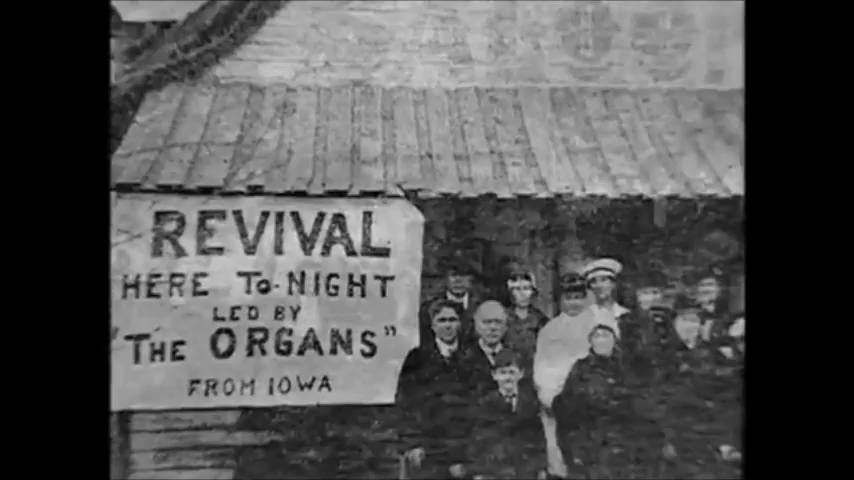 REVIVAL
HERE TO-NIGHT
LED BY
"THE ORGANS"
FROM IOWA